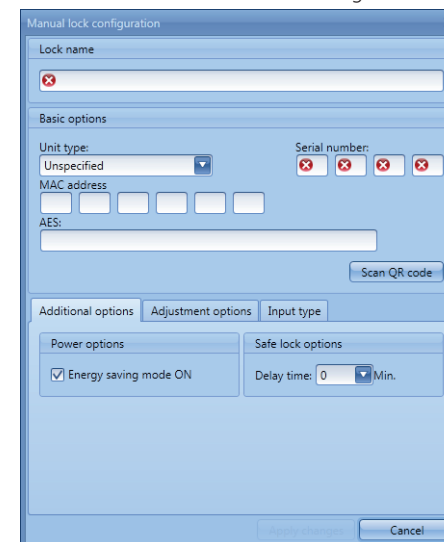 Manual lock configuration
Lock name
Basic options
Unit type:
Serial number:
Unspecified
MAC address
AES:
Scan QR code
Additional options
Adjustment options
Input type
Power options
Safe lock options
Energy saving mode ON
Delay time: 0 Min.
Apply changes
Cancel